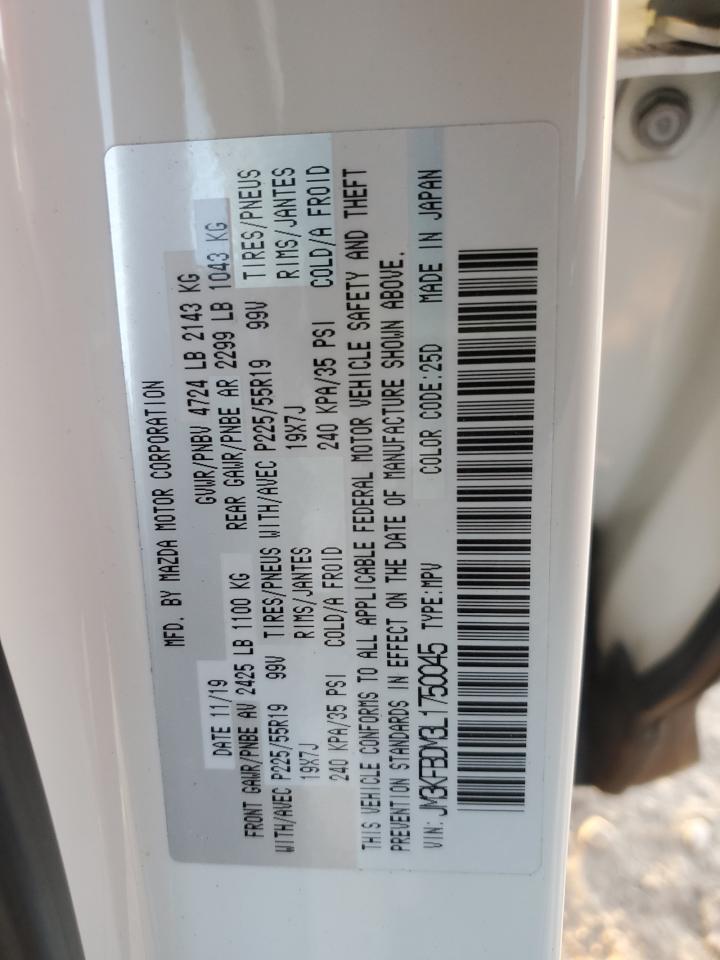 MFD. BY MAZDA MOTOR CORPORATION
DATE 11/19 GVWR/PNBV 4724 LB 2143 KG
FRONT GAWR/PNBE AV 2425 LB 1100 KG REAR GAWR/PNBE AR 2299 LB 1043 KG
WITH/AVEC P225/55R19 99V TIRES/PNEUS WITH/AVEC P225/55R19 99V TIRES/PNEUS
19X7J RIMS/JANTES 19X7J RIMS/JANTES
240 KPA/35 PSI COLD/A FROID 240 KPA/35 PSI COLD/A FROID
THIS VEHICLE CONFORMS TO ALL APPLICABLE FEDERAL MOTOR VEHICLE SAFETY AND THEFT
PREVENTION STANDARDS IN EFFECT ON THE DATE OF MANUFACTURE SHOWN ABOVE.
VIN: JM3KFBDM3L1750045 TYPE:MPV COLOR CODE:25D MADE IN JAPAN